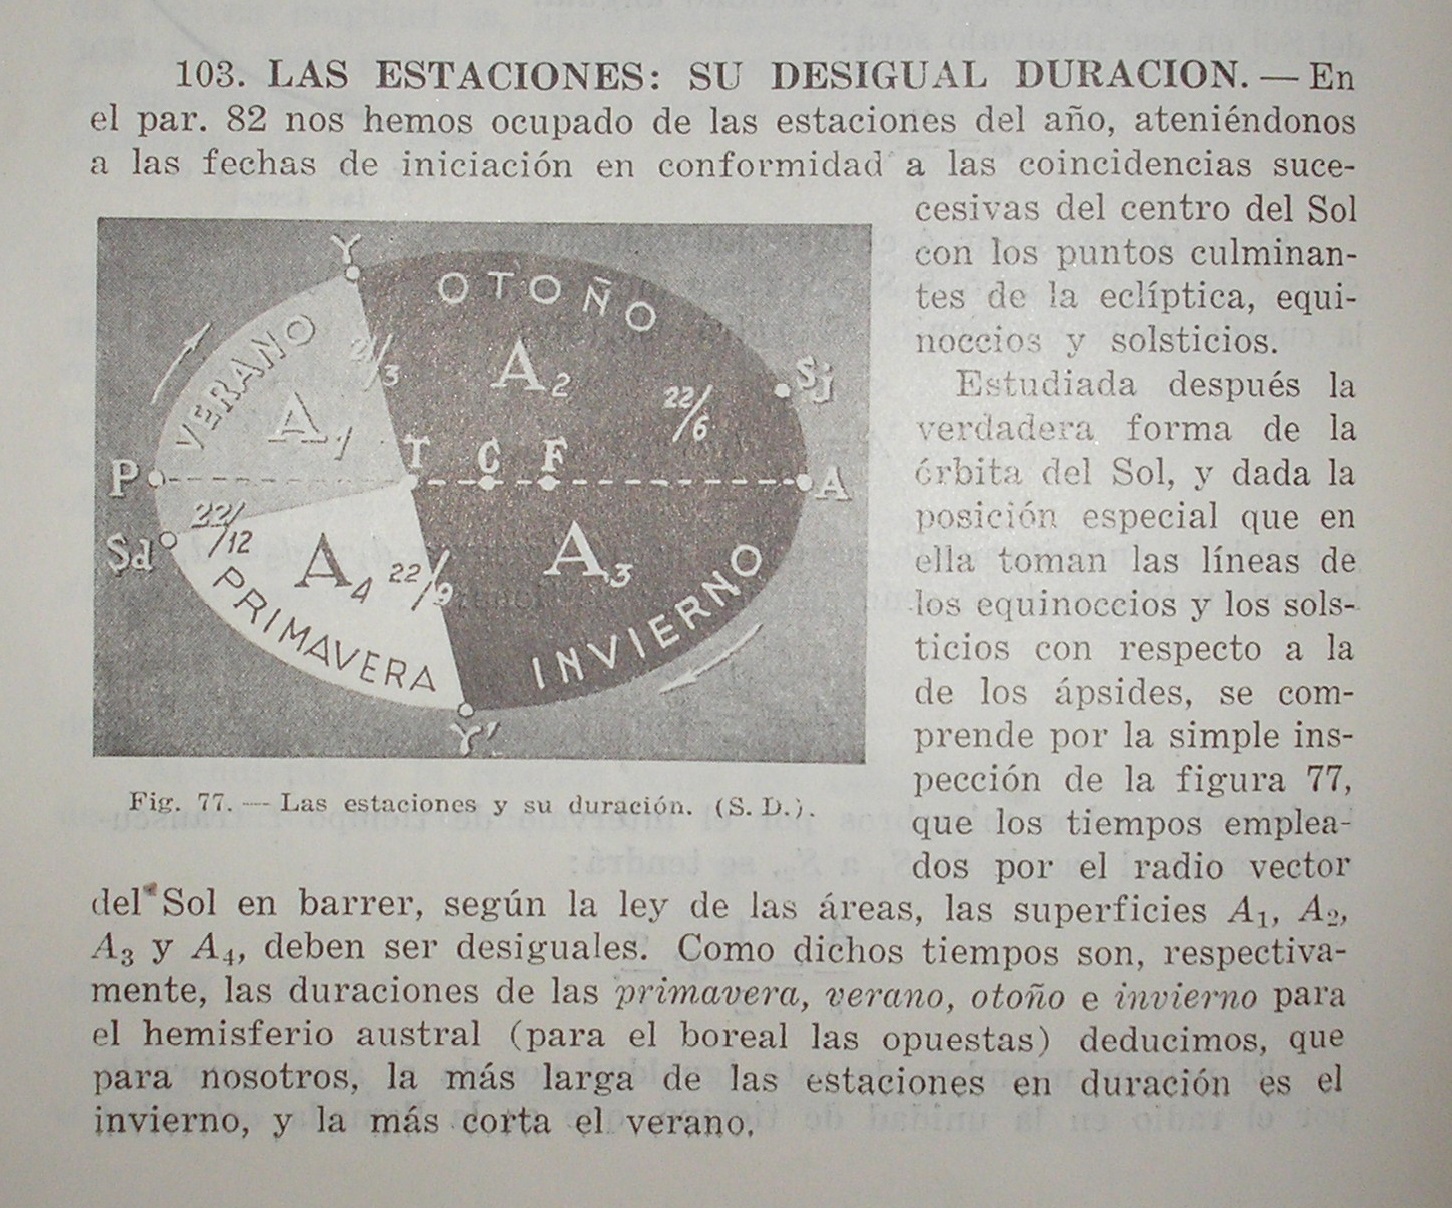 103. LAS ESTACIONES: SU DESIGUAL DURACION. — En
el par. 82 nos hemos ocupado de las estaciones del año, ateniéndonos
a las fechas de iniciación en conformidad a las coincidencias suce-
cesivas del centro del Sol
con los puntos culminan-
tes de la eclíptica, equi-
noccios y solsticios.
Estudiada después la
verdadera forma de la
órbita del Sol, y dada la
posición especial que en
ella toman las líneas de
los equinoccios y los sols-
ticios con respecto a la
de los ápsides, se com-
prende por la simple ins-
pección de la figura 77,
que los tiempos emplea-
dos por el radio vector
♈
OTOÑO
VERANO
21/3
A2
Sj
22/6
A1
T C F
P
A
22/12
Sd
A4
22/9
A3
PRIMAVERA
INVIERNO
♈'
Fig. 77. — Las estaciones y su duración. (S. D.).
del Sol en barrer, según la ley de las áreas, las superficies A1, A2,
A3 y A4, deben ser desiguales. Como dichos tiempos son, respectiva-
mente, las duraciones de las primavera, verano, otoño e invierno para
el hemisferio austral (para el boreal las opuestas) deducimos, que
para nosotros, la más larga de las estaciones en duración es el
invierno, y la más corta el verano.